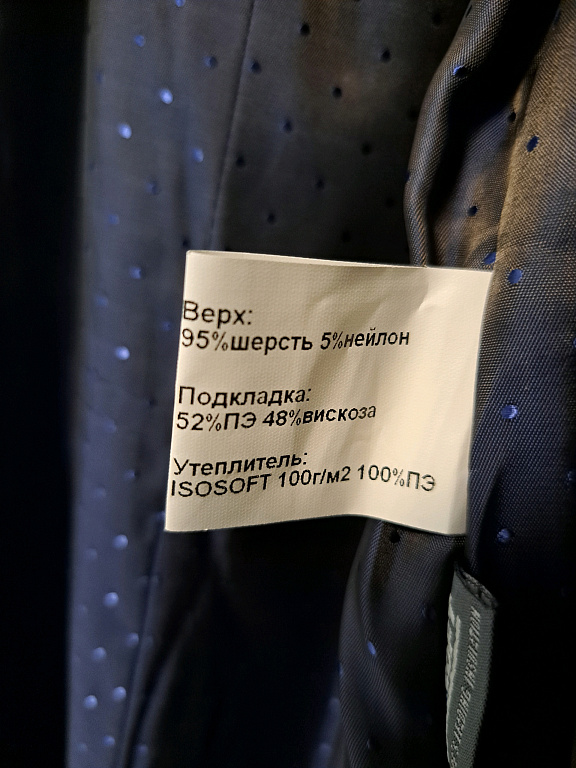 Верх:
95%шерсть 5%нейлон
Подкладка:
52%ПЭ 48%вискоза
Утеплитель:
ISOSOFT 100г/м2 100%ПЭ